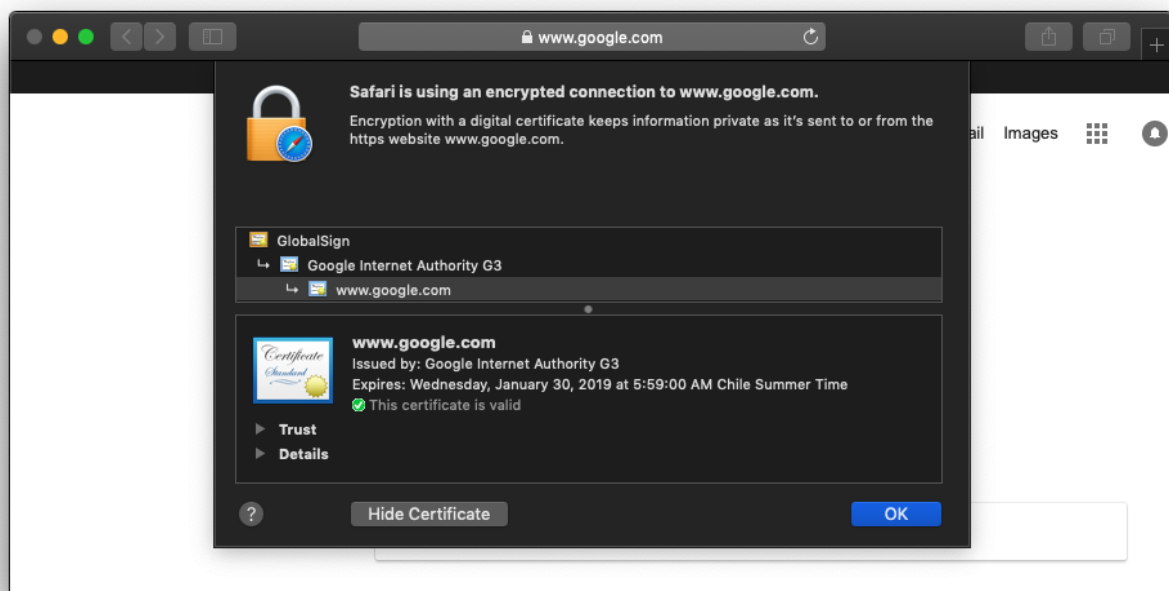 www.google.com
Safari is using an encrypted connection to www.google.com.
Encryption with a digital certificate keeps information private as it's sent to or from the
https website www.google.com.
ail Images
GlobalSign
Google Internet Authority G3
www.google.com
Certificate
Standard
www.google.com
Issued by: Google Internet Authority G3
Expires: Wednesday, January 30, 2019 at 5:59:00 AM Chile Summer Time
This certificate is valid
Trust
Details
? Hide Certificate OK